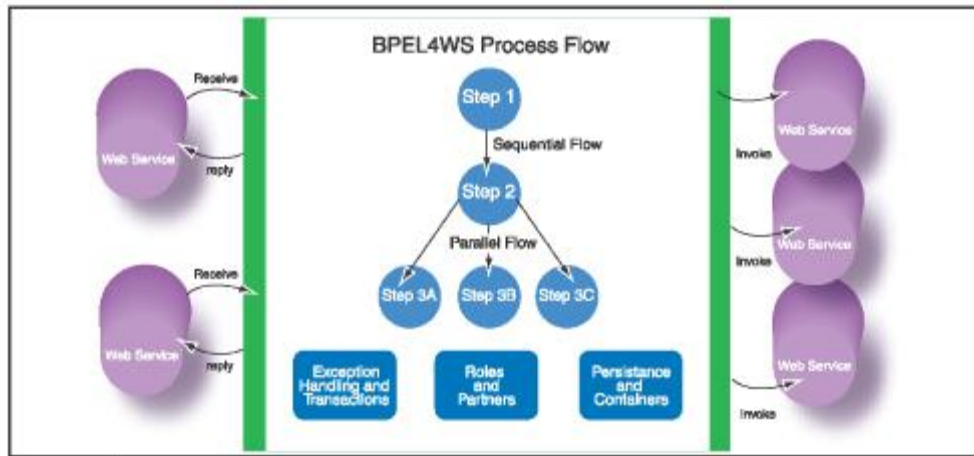 BPEL4WS Process Flow
Receive
Web Service
reply
Receive
Web Service
reply
Step 1
Sequential Flow
Step 2
Parallel Flow
Step 3A
Step 3B
Step 3C
Exception
Handling and
Transactions
Roles
and
Partners
Persistance
and
Containers
Web Service
Invoke
Web Service
Invoke
Web Service
Invoke